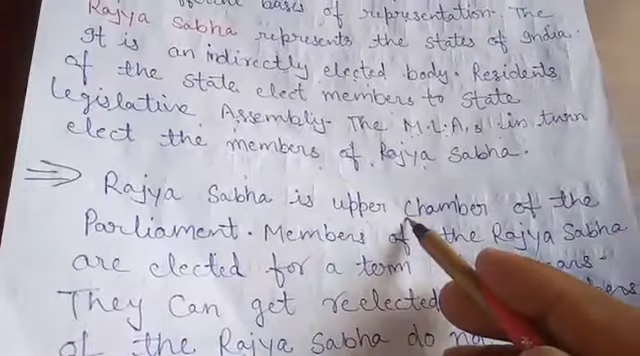 bases of representation. The
Rajya Sabha represents the states of India.
It is an indirectly elected body. Residents
of the state elect members to state
Legislative Assembly. The M.L.A,s in turn
elect the members of Rajya Sabha.
⇒ Rajya Sabha is upper chamber of the
Parliament. Members of the Rajya Sabha
are elected for a term
They can get reelected
of the Rajya Sabha do